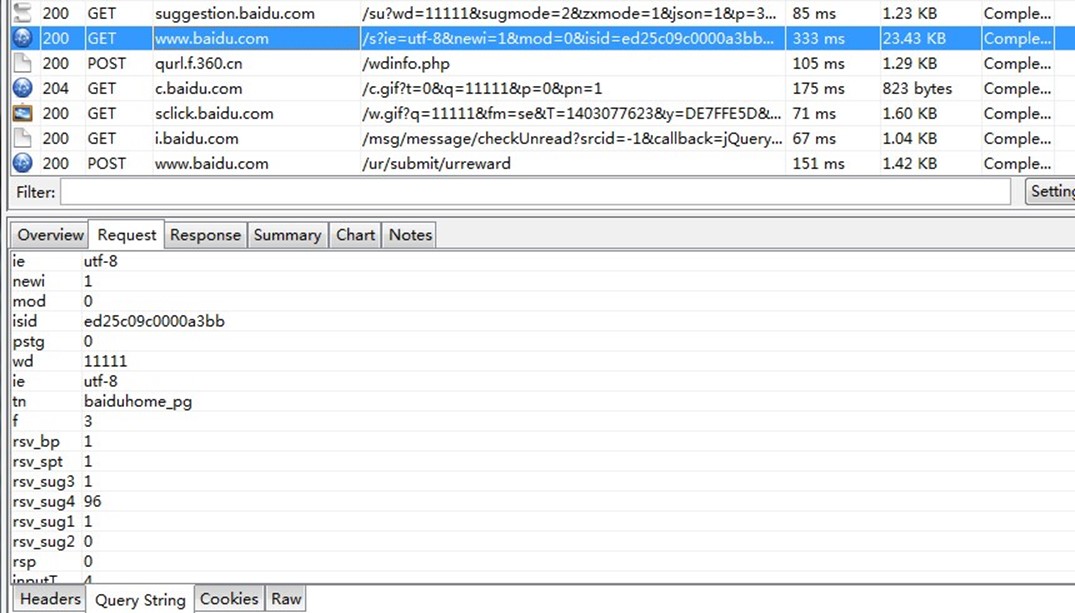 200 GET suggestion.baidu.com /su?wd=11111&sugmode=2&zxmode=1&json=1&p=3... 85 ms 1.23 KB Comple...
200 GET www.baidu.com /s?ie=utf-8&newi=1&mod=0&isid=ed25c09c0000a3bb... 333 ms 23.43 KB Comple...
200 POST qurl.f.360.cn /wdinfo.php 105 ms 1.29 KB Comple...
204 GET c.baidu.com /c.gif?t=0&q=11111&p=0&pn=1 175 ms 823 bytes Comple...
200 GET sclick.baidu.com /w.gif?q=11111&fm=se&T=1403077623&y=DE7FFE5D&... 71 ms 1.60 KB Comple...
200 GET i.baidu.com /msg/message/checkUnread?srcid=-1&callback=jQuery... 67 ms 1.04 KB Comple...
200 POST www.baidu.com /ur/submit/urreward 151 ms 1.42 KB Comple...
Filter: Setting
Overview Request Response Summary Chart Notes
ie utf-8
newi 1
mod 0
isid ed25c09c0000a3bb
pstg 0
wd 11111
ie utf-8
tn baiduhome_pg
f 3
rsv_bp 1
rsv_spt 1
rsv_sug3 1
rsv_sug4 96
rsv_sug1 1
rsv_sug2 0
rsp 0
inputT 4
Headers Query String Cookies Raw